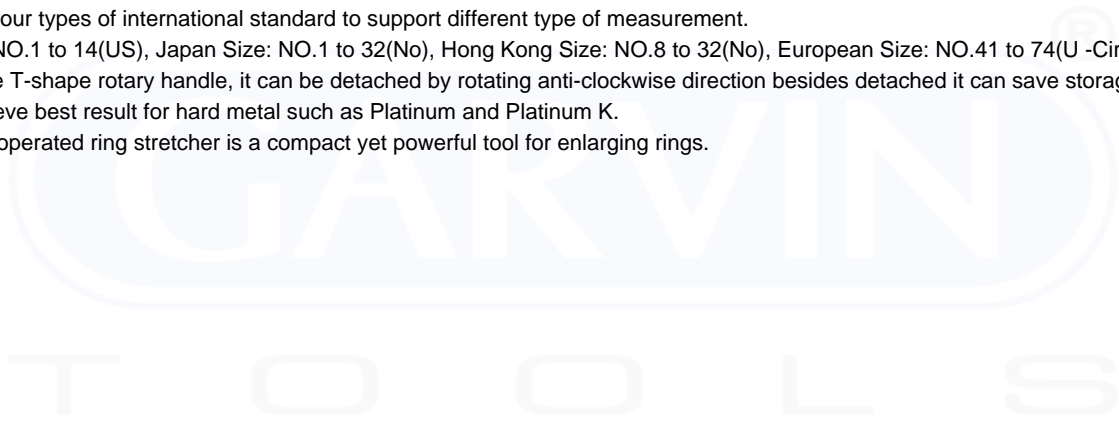 our types of international standard to support different type of measurement.
NO.1 to 14(US), Japan Size: NO.1 to 32(No), Hong Kong Size: NO.8 to 32(No), European Size: NO.41 to 74(U -Cir
T-shape rotary handle, it can be detached by rotating anti-clockwise direction besides detached it can save
best result for hard metal such as Platinum and Platinum K.
operated ring stretcher is a compact yet powerful tool for enlarging rings.
GARVIN ®
TOOLS